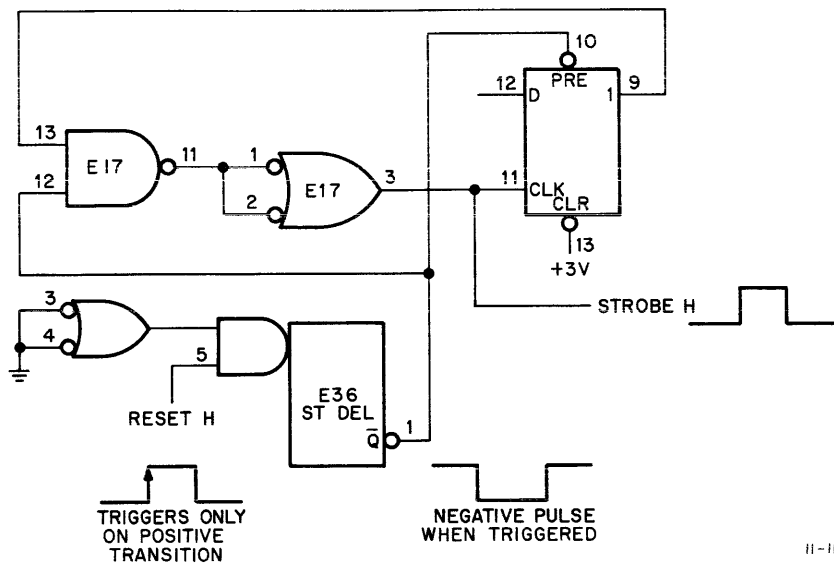 10
PRE
12
D
1
9
13
E17
12
11
1
2
E17
3
11
CLK
CLR
13
+3V
STROBE H
3
4
5
RESET H
E36
ST DEL
Q̅
1
TRIGGERS ONLY
ON POSITIVE
TRANSITION
NEGATIVE PULSE
WHEN TRIGGERED